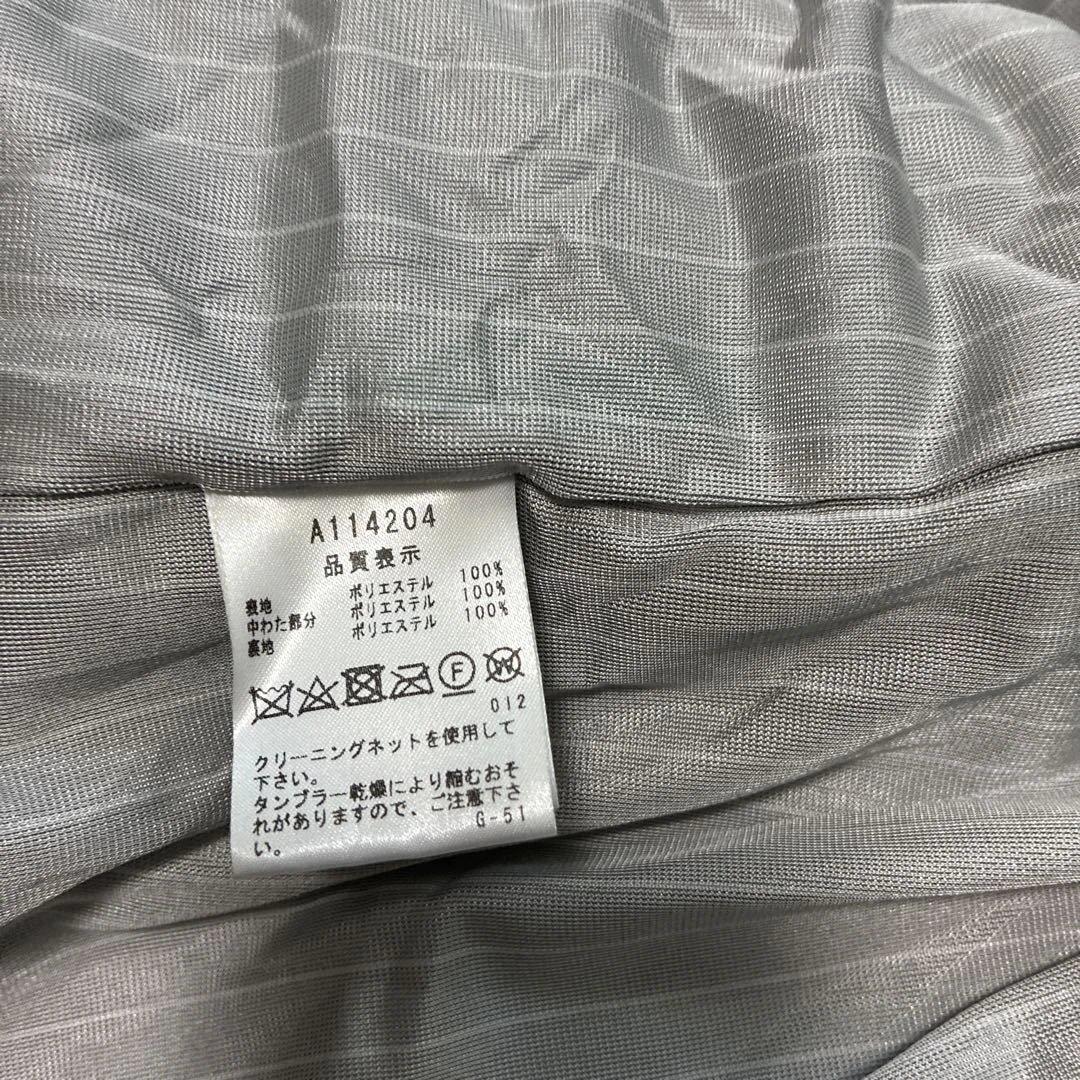 A114204
品質表示
表地 ポリエステル 100%
中わた部分 ポリエステル 100%
裏地 ポリエステル 100%
F W
012
クリーニングネットを使用して
下さい。
タンブラー乾燥により縮むおそ
れがありますので、ご注意下さ
い。
G-51